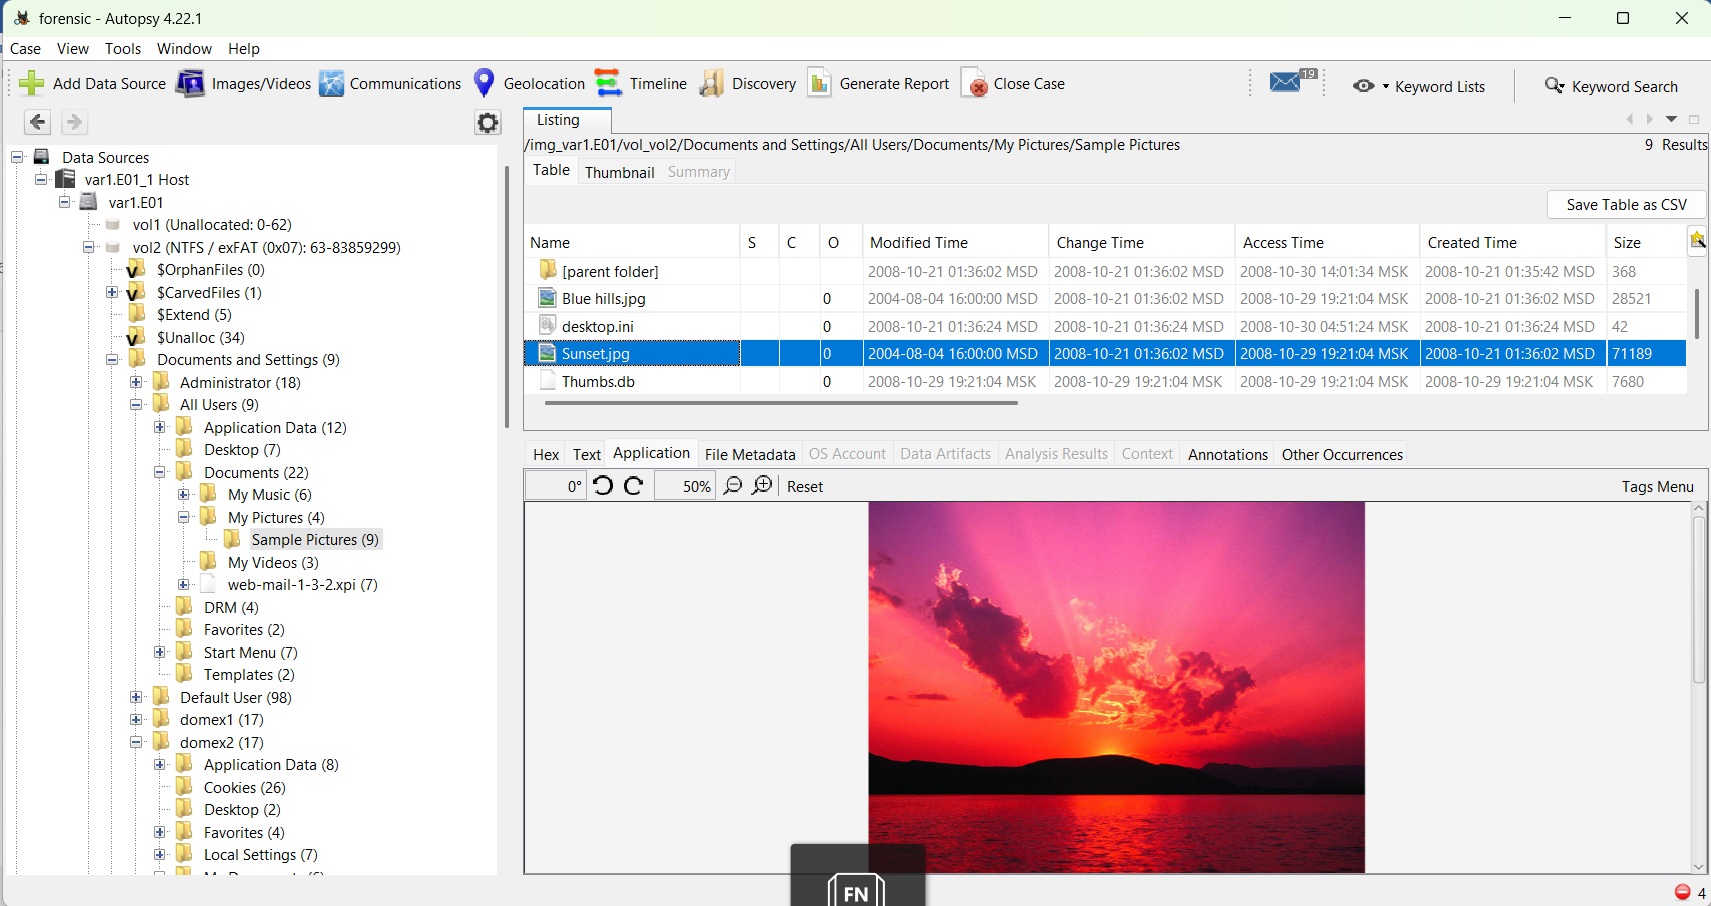 forensic - Autopsy 4.22.1
Case View Tools Window Help
Add Data Source Images/Videos Communications Geolocation Timeline Discovery Generate Report Close Case 19 Keyword Lists Keyword Search
Data Sources
var1.E01_1 Host
var1.E01
vol1 (Unallocated: 0-62)
vol2 (NTFS / exFAT (0x07): 63-83859299)
$OrphanFiles (0)
$CarvedFiles (1)
$Extend (5)
$Unalloc (34)
Documents and Settings (9)
Administrator (18)
All Users (9)
Application Data (12)
Desktop (7)
Documents (22)
My Music (6)
My Pictures (4)
Sample Pictures (9)
My Videos (3)
web-mail-1-3-2.xpi (7)
DRM (4)
Favorites (2)
Start Menu (7)
Templates (2)
Default User (98)
domex1 (17)
domex2 (17)
Application Data (8)
Cookies (26)
Desktop (2)
Favorites (4)
Local Settings (7)
Listing
/img_var1.E01/vol_vol2/Documents and Settings/All Users/Documents/My Pictures/Sample Pictures 9 Results
Table Thumbnail Summary
Save Table as CSV
Name S C O Modified Time Change Time Access Time Created Time Size
[parent folder] 2008-10-21 01:36:02 MSD 2008-10-21 01:36:02 MSD 2008-10-30 14:01:34 MSK 2008-10-21 01:35:42 MSD 368
Blue hills.jpg 0 2004-08-04 16:00:00 MSD 2008-10-21 01:36:02 MSD 2008-10-29 19:21:04 MSK 2008-10-21 01:36:02 MSD 28521
desktop.ini 0 2008-10-21 01:36:24 MSD 2008-10-21 01:36:24 MSD 2008-10-30 04:51:24 MSK 2008-10-21 01:36:24 MSD 42
Sunset.jpg 0 2004-08-04 16:00:00 MSD 2008-10-21 01:36:02 MSD 2008-10-29 19:21:04 MSK 2008-10-21 01:36:02 MSD 71189
Thumbs.db 0 2008-10-29 19:21:04 MSK 2008-10-29 19:21:04 MSK 2008-10-29 19:21:04 MSK 2008-10-29 19:21:04 MSK 7680
Hex Text Application File Metadata OS Account Data Artifacts Analysis Results Context Annotations Other Occurrences
0° 50% Reset Tags Menu
FN
4